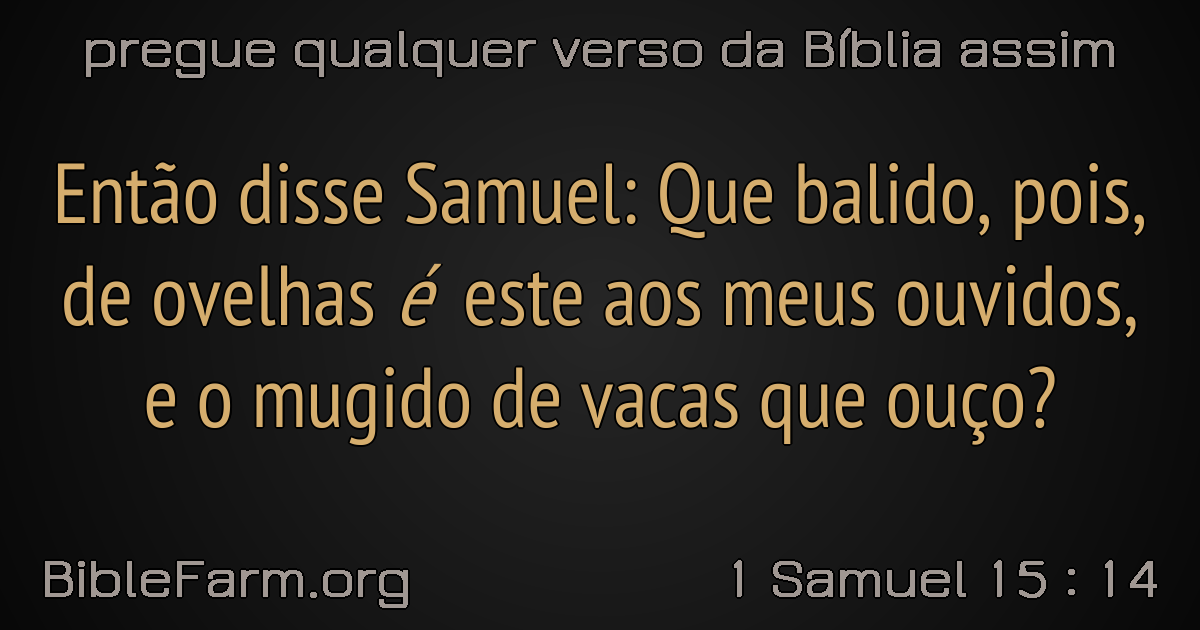 pregue qualquer verso da Bíblia assim
Então disse Samuel: Que balido, pois,
de ovelhas é este aos meus ouvidos,
e o mugido de vacas que ouço?
BibleFarm.org
1 Samuel 15 : 14